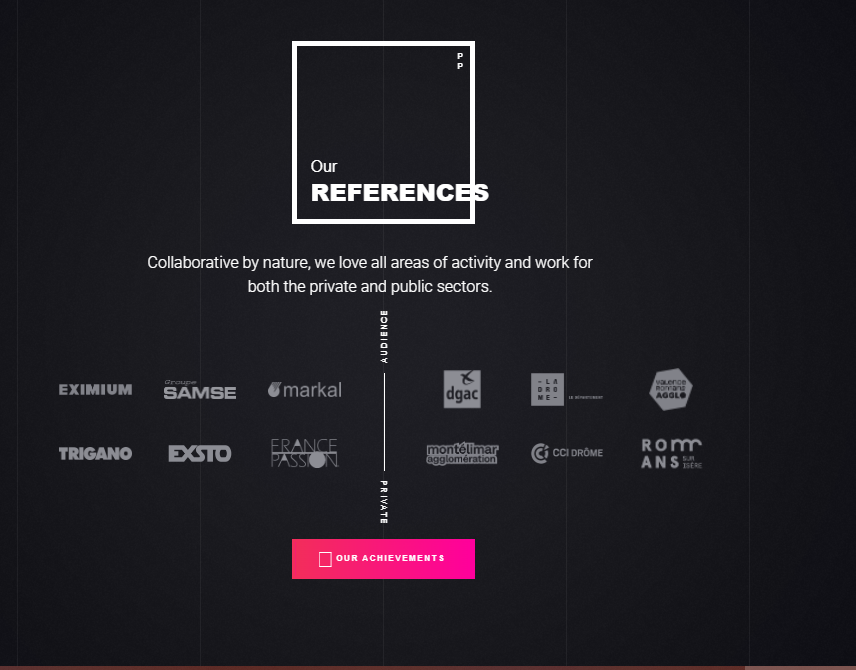 P
P
Our
REFERENCES
Collaborative by nature, we love all areas of activity and work for
both the private and public sectors.
AUDIENCE
EXIMIUM
Groupe
SAMSE
markal
dgac
- LA
DRO
ME -
LE DÉPARTEMENT
valence
Romans
AGGLO
TRIGANO
EXSTO
FRANCE
PASSION
montélimar
agglomération
CCI DRÔME
ROM
ANS SUR
ISÈRE
PRIVATE
OUR ACHIEVEMENTS